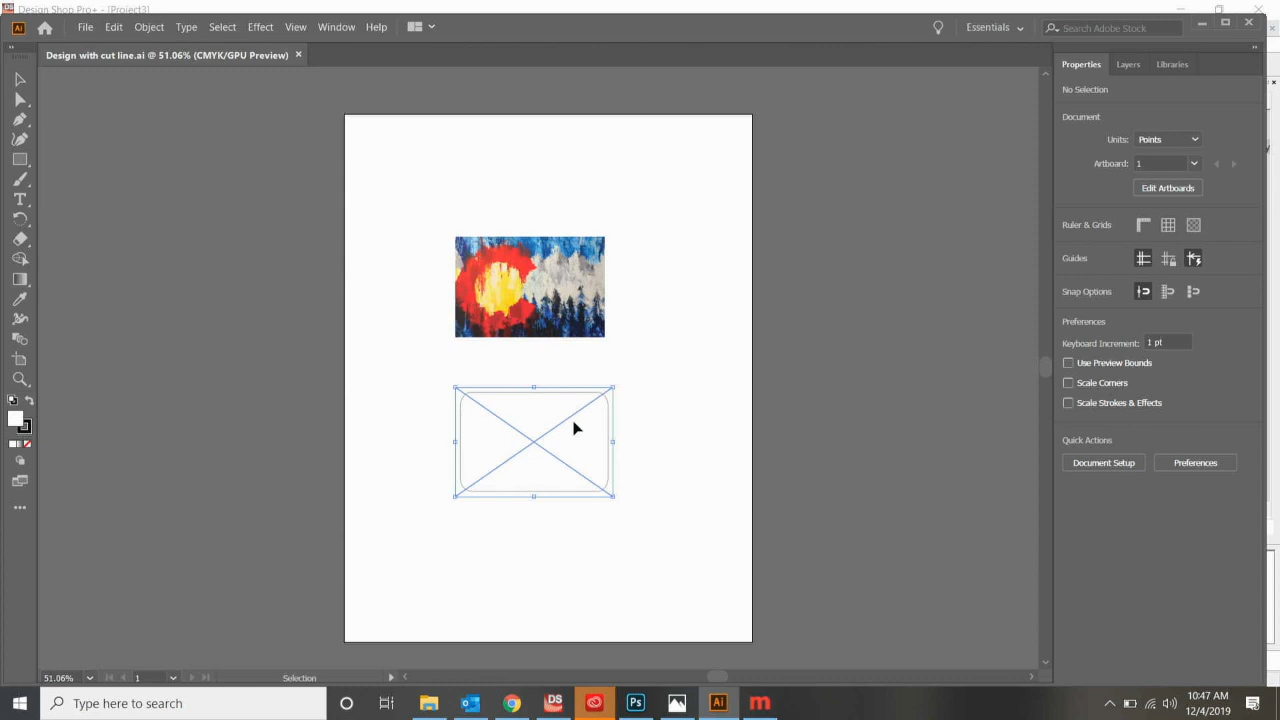 Design Shop Pro+ - [Project3]
Ai File Edit Object Type Select Effect View Window Help Essentials Search Adobe Stock
Design with cut line.ai @ 51.06% (CMYK/GPU Preview) ×
Properties Layers Libraries
No Selection
Document
Units: Points
Artboard: 1
Edit Artboards
Ruler & Grids
Guides
Snap Options
Preferences
Keyboard Increment: 1 pt
Use Preview Bounds
Scale Corners
Scale Strokes & Effects
Quick Actions
Document Setup Preferences
T
51.06% 1 Selection
Type here to search DS Ps Ai m 10:47 AM
12/4/2019